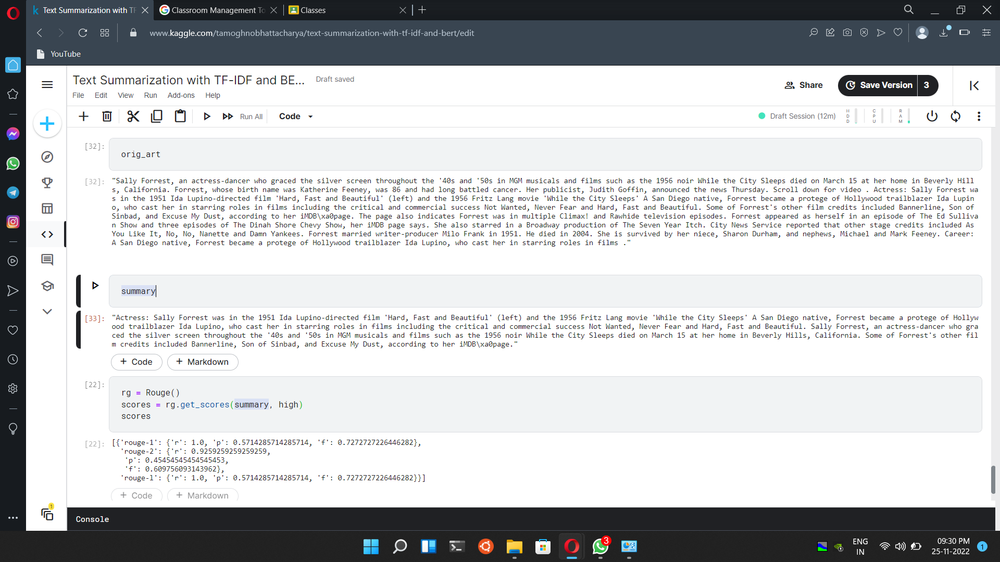 Text Summarization with TF
Classroom Management To
Classes
www.kaggle.com/tamoghnobhattacharya/text-summarization-with-tf-idf-and-bert/edit
YouTube
Text Summarization with TF-IDF and BE...
Draft saved
Share
Save Version
3
File Edit View Run Add-ons Help
Run All
Code
Draft Session (12m)
HDD
CPU
RAM
[32]:
orig_art
[32]:
"Sally Forrest, an actress-dancer who graced the silver screen throughout the '40s and '50s in MGM musicals and films such as the 1956 noir While the City Sleeps died on March 15 at her home in Beverly Hill
s, California. Forrest, whose birth name was Katherine Feeney, was 86 and had long battled cancer. Her publicist, Judith Goffin, announced the news Thursday. Scroll down for video . Actress: Sally Forrest wa
s in the 1951 Ida Lupino-directed film 'Hard, Fast and Beautiful' (left) and the 1956 Fritz Lang movie 'While the City Sleeps' A San Diego native, Forrest became a protege of Hollywood trailblazer Ida Lupin
o, who cast her in starring roles in films including the critical and commercial success Not Wanted, Never Fear and Hard, Fast and Beautiful. Some of Forrest's other film credits included Bannerline, Son of
Sinbad, and Excuse My Dust, according to her iMDB\xa0page. The page also indicates Forrest was in multiple Climax! and Rawhide television episodes. Forrest appeared as herself in an episode of The Ed Sulliva
n Show and three episodes of The Dinah Shore Chevy Show, her iMDB page says. She also starred in a Broadway production of The Seven Year Itch. City News Service reported that other stage credits included As
You Like It, No, No, Nanette and Damn Yankees. Forrest married writer-producer Milo Frank in 1951. He died in 2004. She is survived by her niece, Sharon Durham, and nephews, Michael and Mark Feeney. Career:
A San Diego native, Forrest became a protege of Hollywood trailblazer Ida Lupino, who cast her in starring roles in films ."
summary
[33]:
"Actress: Sally Forrest was in the 1951 Ida Lupino-directed film 'Hard, Fast and Beautiful' (left) and the 1956 Fritz Lang movie 'While the City Sleeps' A San Diego native, Forrest became a protege of Hollyw
ood trailblazer Ida Lupino, who cast her in starring roles in films including the critical and commercial success Not Wanted, Never Fear and Hard, Fast and Beautiful. Sally Forrest, an actress-dancer who gra
ced the silver screen throughout the '40s and '50s in MGM musicals and films such as the 1956 noir While the City Sleeps died on March 15 at her home in Beverly Hills, California. Some of Forrest's other fil
m credits included Bannerline, Son of Sinbad, and Excuse My Dust, according to her iMDB\xa0page."
+ Code
+ Markdown
[22]:
rg = Rouge()
scores = rg.get_scores(summary, high)
scores
[22]:
[{'rouge-1': {'r': 1.0, 'p': 0.5714285714285714, 'f': 0.7272727226446282},
'rouge-2': {'r': 0.9259259259259259,
'p': 0.45454545454545453,
'f': 0.609756093143962},
'rouge-l': {'r': 1.0, 'p': 0.5714285714285714, 'f': 0.7272727226446282}}]
+ Code
+ Markdown
1
Console
3
ENG
IN
09:30 PM
25-11-2022
1